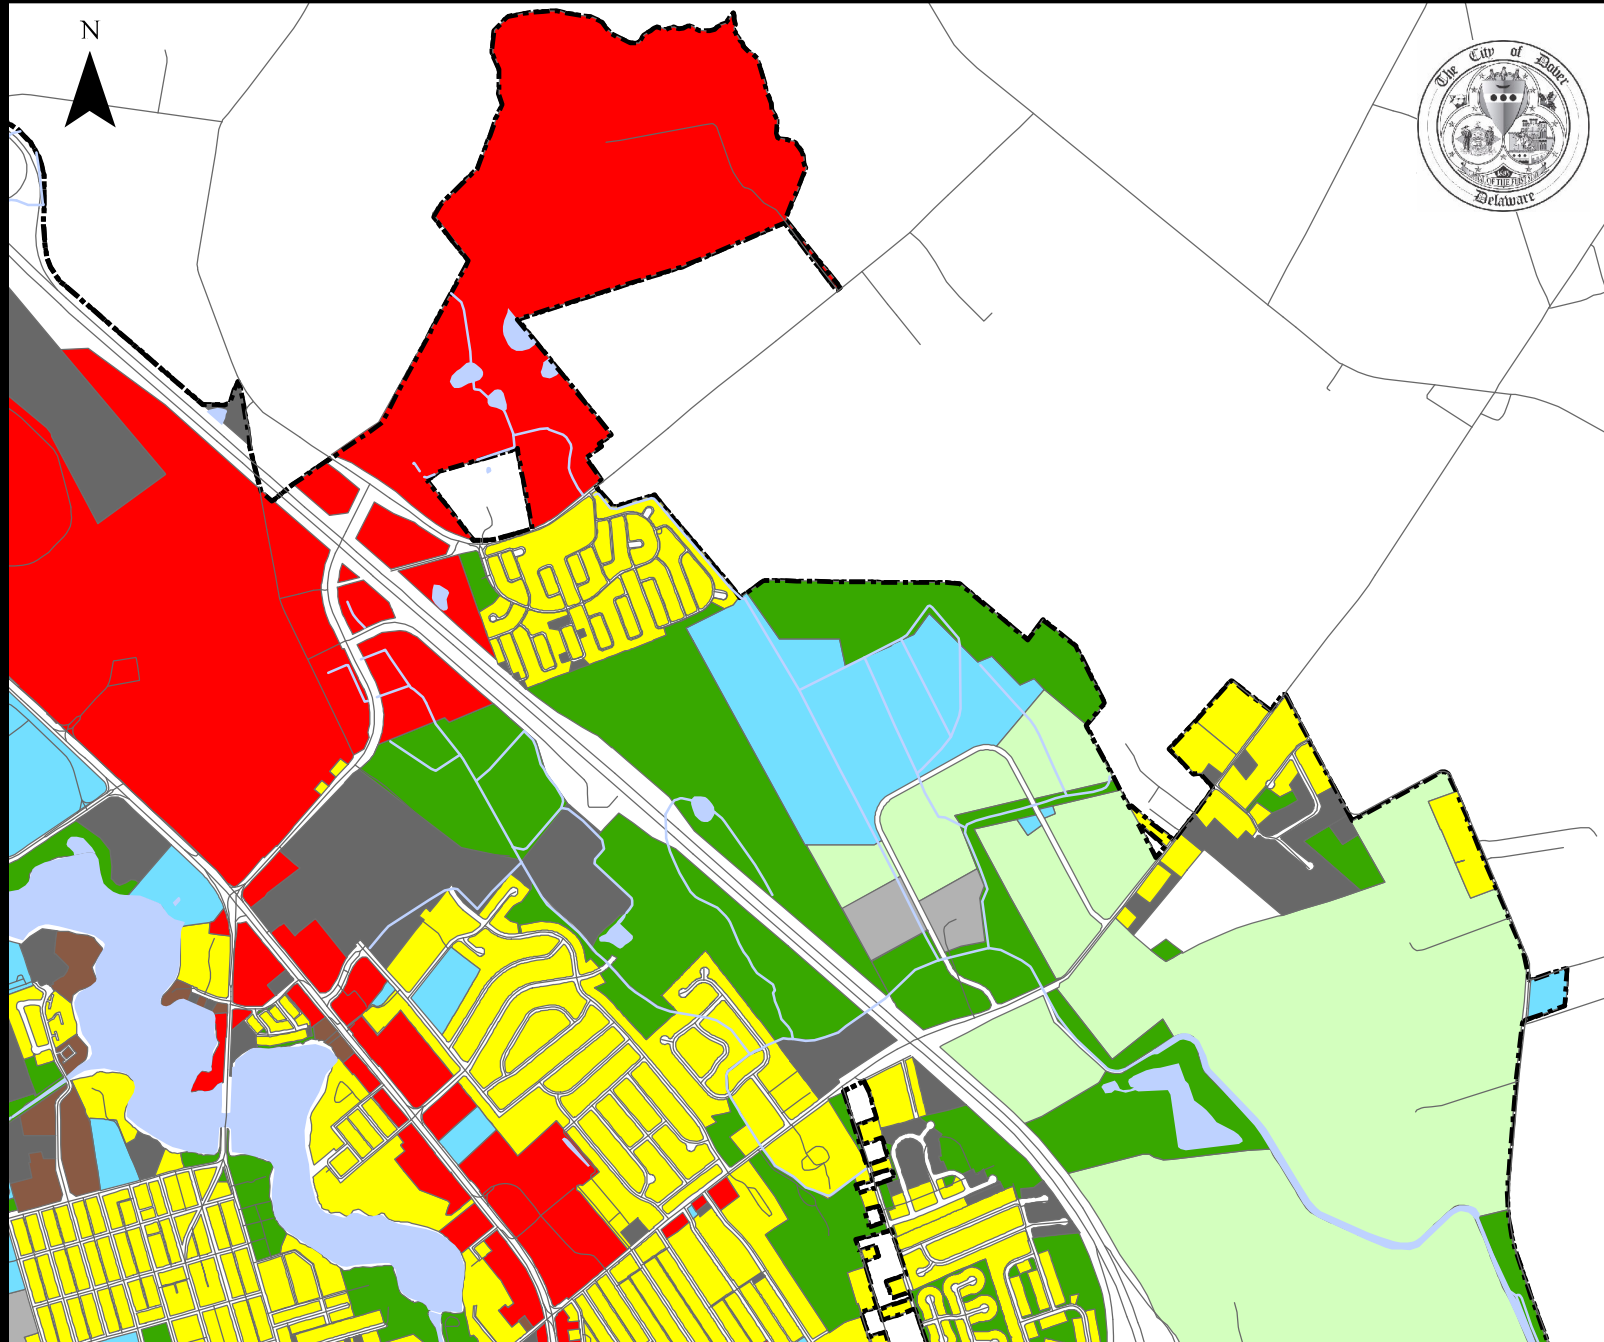 N
The City of Dover
Delaware